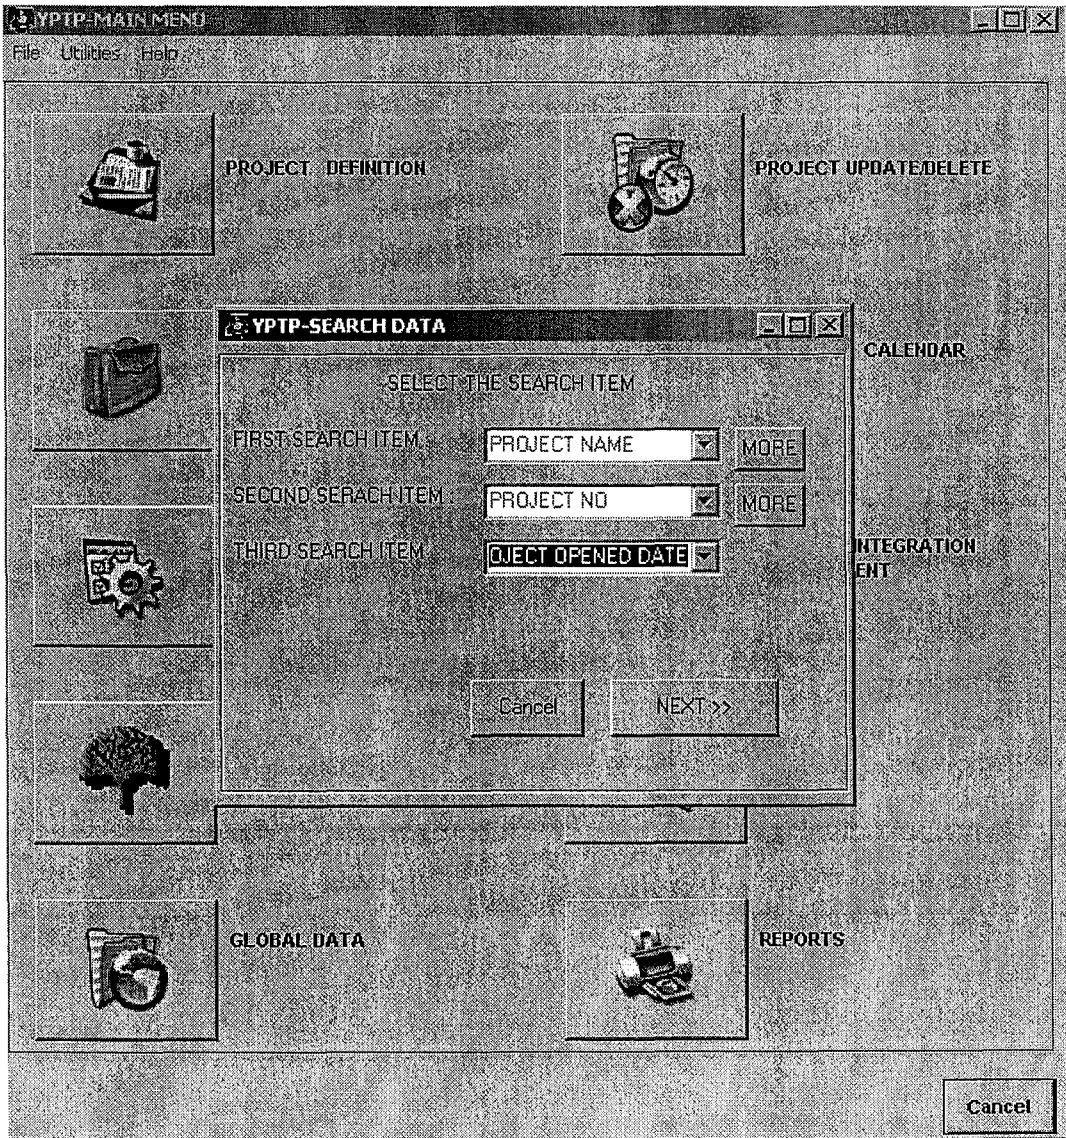 YPTP-MAIN MENU
File Utilities Help
PROJECT DEFINITION
PROJECT UPDATE/DELETE
YPTP-SEARCH DATA
CALENDAR
SELECT THE SEARCH ITEM
FIRST SEARCH ITEM :
PROJECT NAME
MORE
SECOND SERACH ITEM :
PROJECT NO
MORE
THIRD SEARCH ITEM
OJECT OPENED DATE
NTEGRATION
ENT
Cancel
NEXT >>
GLOBAL DATA
REPORTS
Cancel